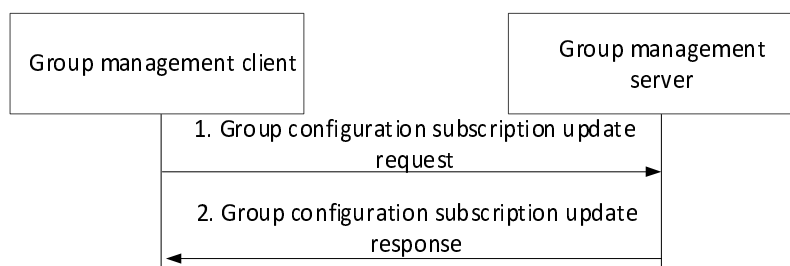 Group management client
Group management
server
1. Group configuration subscription update
request
2. Group configuration subscription update
response